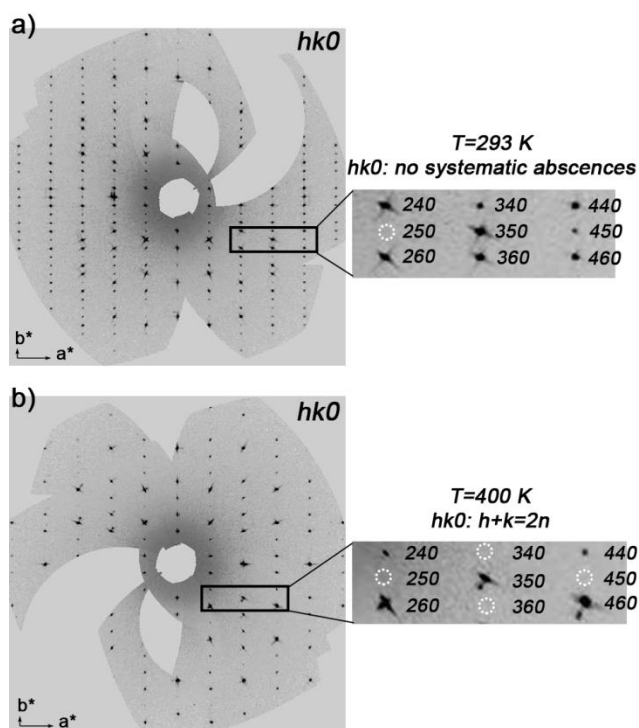 a)
hk0
T=293 K
hk0: no systematic abscences
240 340 440
250 350 450
260 360 460
b*
a*
b)
hk0
T=400 K
hk0: h+k=2n
240 340 440
250 350 450
260 360 460
b*
a*